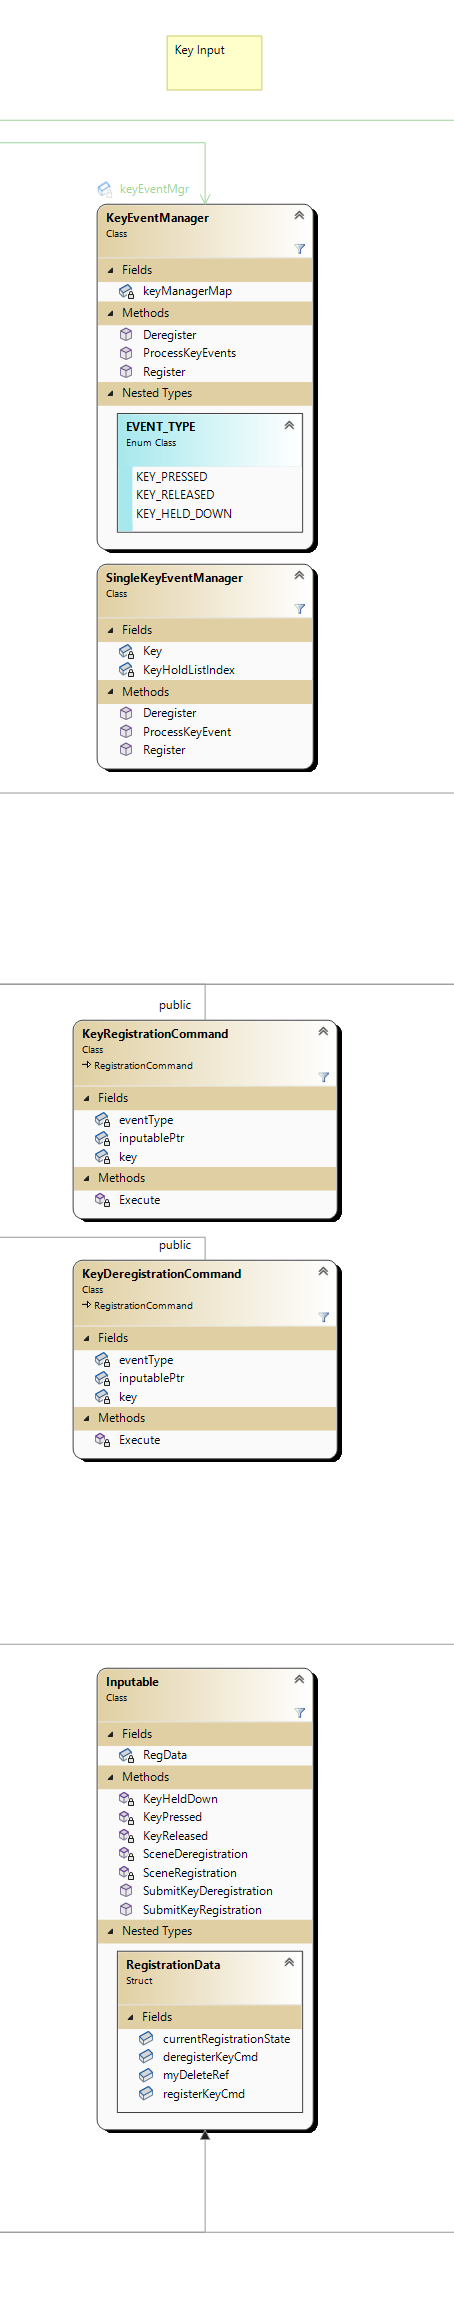 Key Input
keyEventMgr
KeyEventManager
Class
Fields
keyManagerMap
Methods
Deregister
ProcessKeyEvents
Register
Nested Types
EVENT_TYPE
Enum Class
KEY_PRESSED
KEY_RELEASED
KEY_HELD_DOWN
SingleKeyEventManager
Class
Fields
Key
KeyHoldListIndex
Methods
Deregister
ProcessKeyEvent
Register
public
KeyRegistrationCommand
Class
RegistrationCommand
Fields
eventType
inputablePtr
key
Methods
Execute
public
KeyDeregistrationCommand
Class
RegistrationCommand
Fields
eventType
inputablePtr
key
Methods
Execute
Inputable
Class
Fields
RegData
Methods
KeyHeldDown
KeyPressed
KeyReleased
SceneDeregistration
SceneRegistration
SubmitKeyDeregistration
SubmitKeyRegistration
Nested Types
RegistrationData
Struct
Fields
currentRegistrationState
deregisterKeyCmd
myDeleteRef
registerKeyCmd